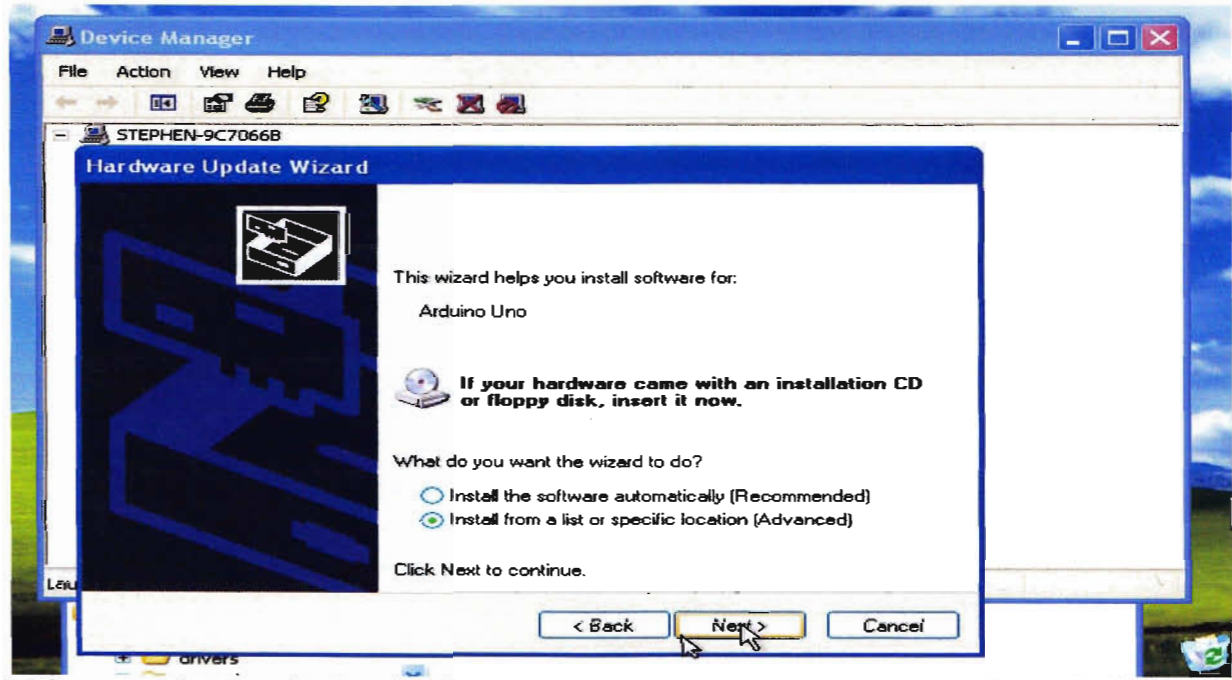 Device Manager
File Action View Help
STEPHEN-9C7066B
Hardware Update Wizard
This wizard helps you install software for:
Arduino Uno
If your hardware came with an installation CD
or floppy disk, insert it now.
What do you want the wizard to do?
Install the software automatically (Recommended)
Install from a list or specific location (Advanced)
Click Next to continue.
< Back Next > Cancel
drivers